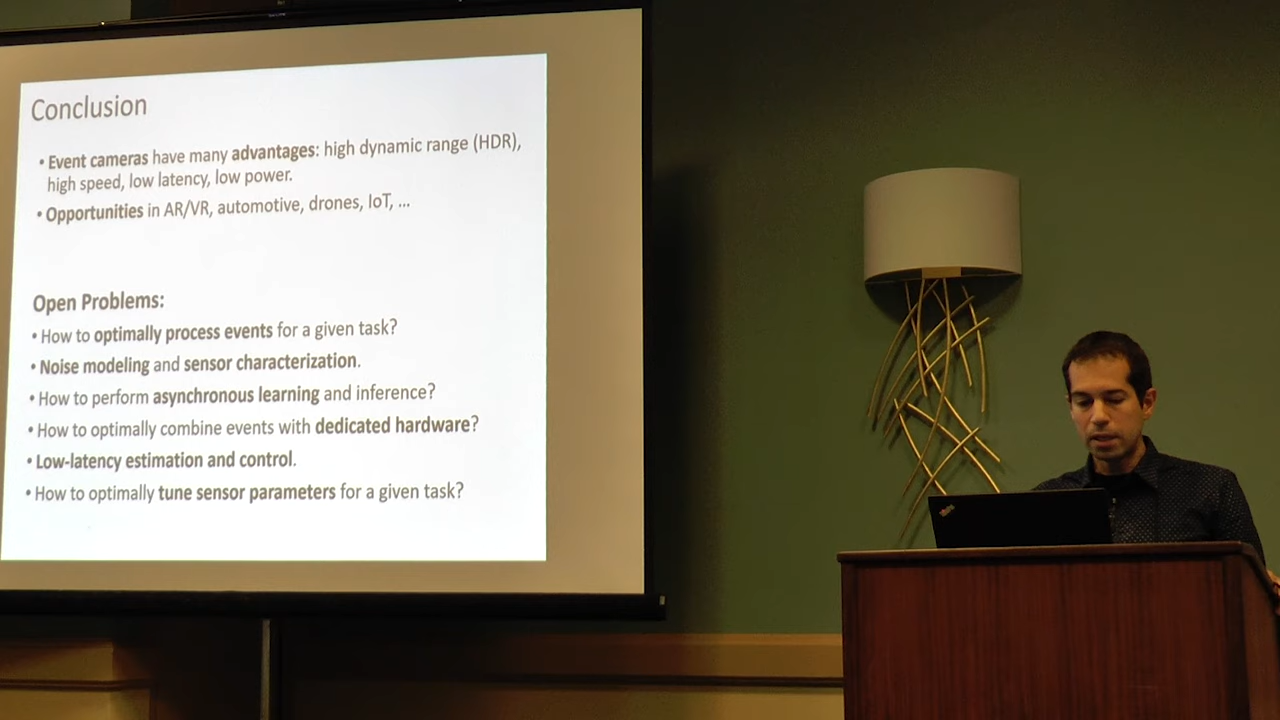 Conclusion
• Event cameras have many advantages: high dynamic range (HDR),
high speed, low latency, low power.
• Opportunities in AR/VR, automotive, drones, IoT, ...
Open Problems:
• How to optimally process events for a given task?
• Noise modeling and sensor characterization.
• How to perform asynchronous learning and inference?
• How to optimally combine events with dedicated hardware?
• Low-latency estimation and control.
• How to optimally tune sensor parameters for a given task?